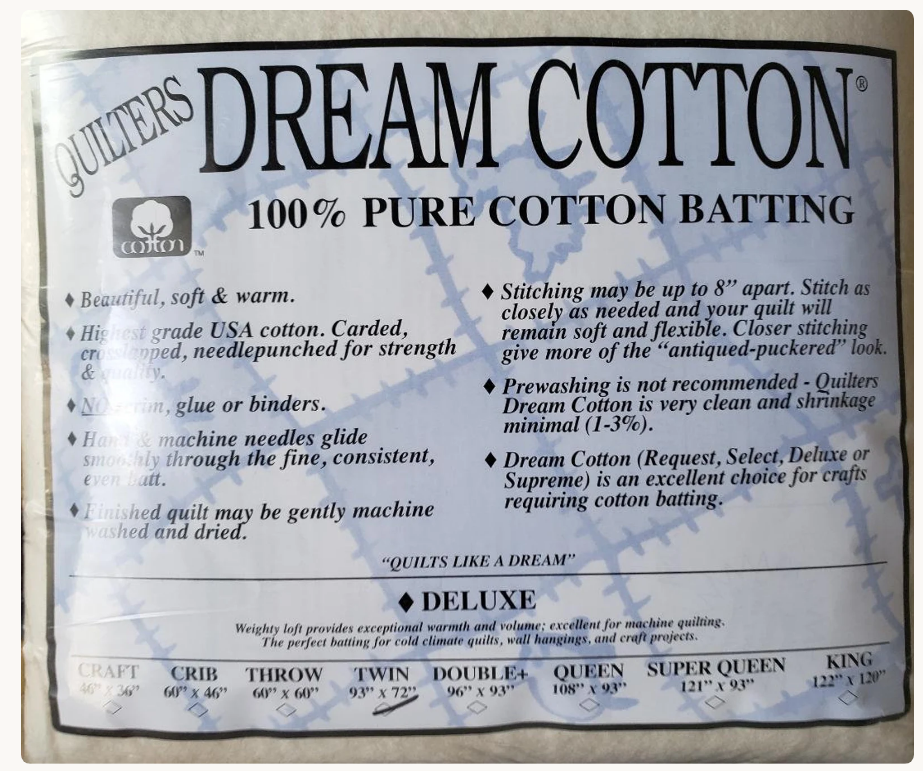 QUILTERS DREAM COTTON®
cotton™
100% PURE COTTON BATTING
♦ Beautiful, soft & warm.
♦ Highest grade USA cotton. Carded,
crosslapped, needlepunched for strength
& quality.
♦ NO scrim, glue or binders.
♦ Hand & machine needles glide
smoothly through the fine, consistent,
even batt.
♦ Finished quilt may be gently machine
washed and dried.
♦ Stitching may be up to 8” apart. Stitch as
closely as needed and your quilt will
remain soft and flexible. Closer stitching
give more of the “antiqued-puckered” look.
♦ Prewashing is not recommended - Quilters
Dream Cotton is very clean and shrinkage
minimal (1-3%).
♦ Dream Cotton (Request, Select, Deluxe or
Supreme) is an excellent choice for crafts
requiring cotton batting.
“QUILTS LIKE A DREAM”
♦ DELUXE
Weighty loft provides exceptional warmth and volume; excellent for machine quilting.
The perfect batting for cold climate quilts, wall hangings, and craft projects.
CRAFT CRIB THROW TWIN DOUBLE+ QUEEN SUPER QUEEN KING
46” x 36” 60” x 46” 60” x 60” 93” x 72” 96” x 93” 108” x 93” 121” x 93” 122” x 120”